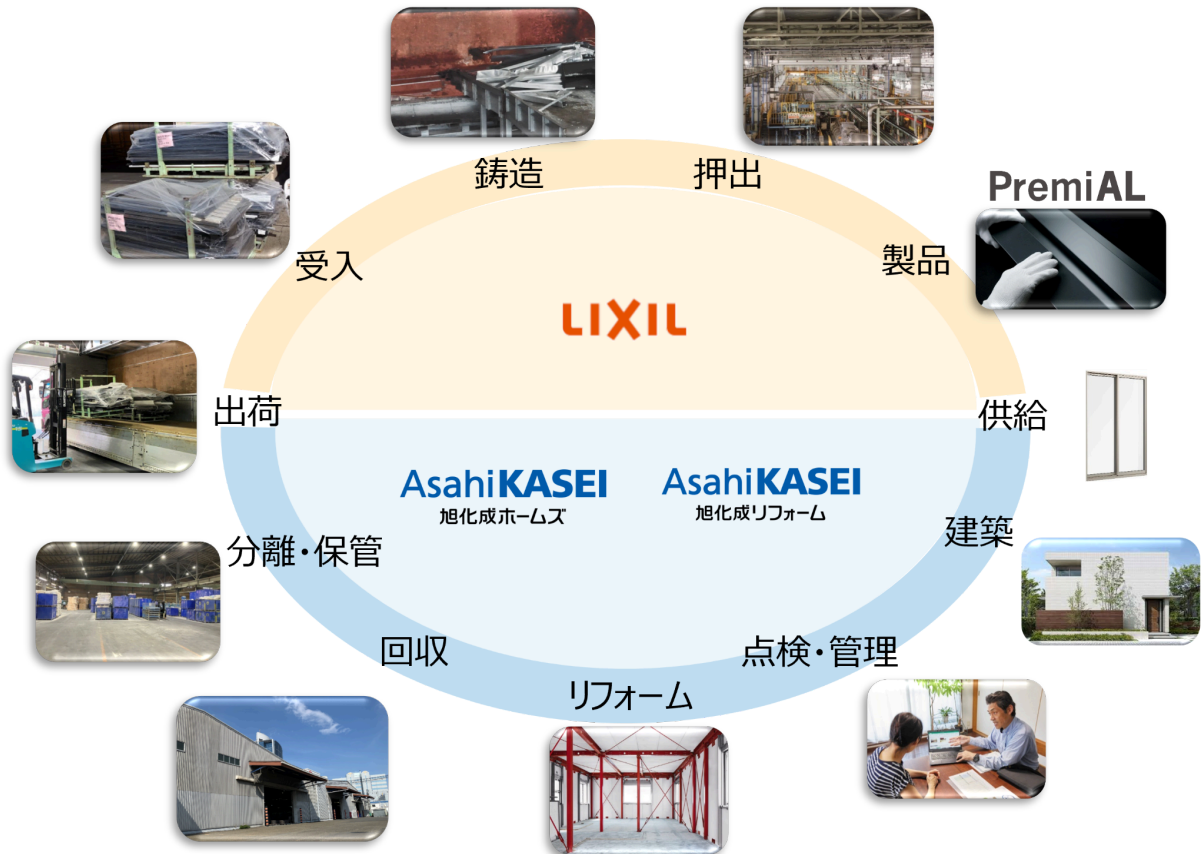 鋳造
押出
PremiAL
受入
製品
LIXIL
出荷
供給
AsahiKASEI
旭化成ホームズ
AsahiKASEI
旭化成リフォーム
建築
分離・保管
回収
点検・管理
リフォーム